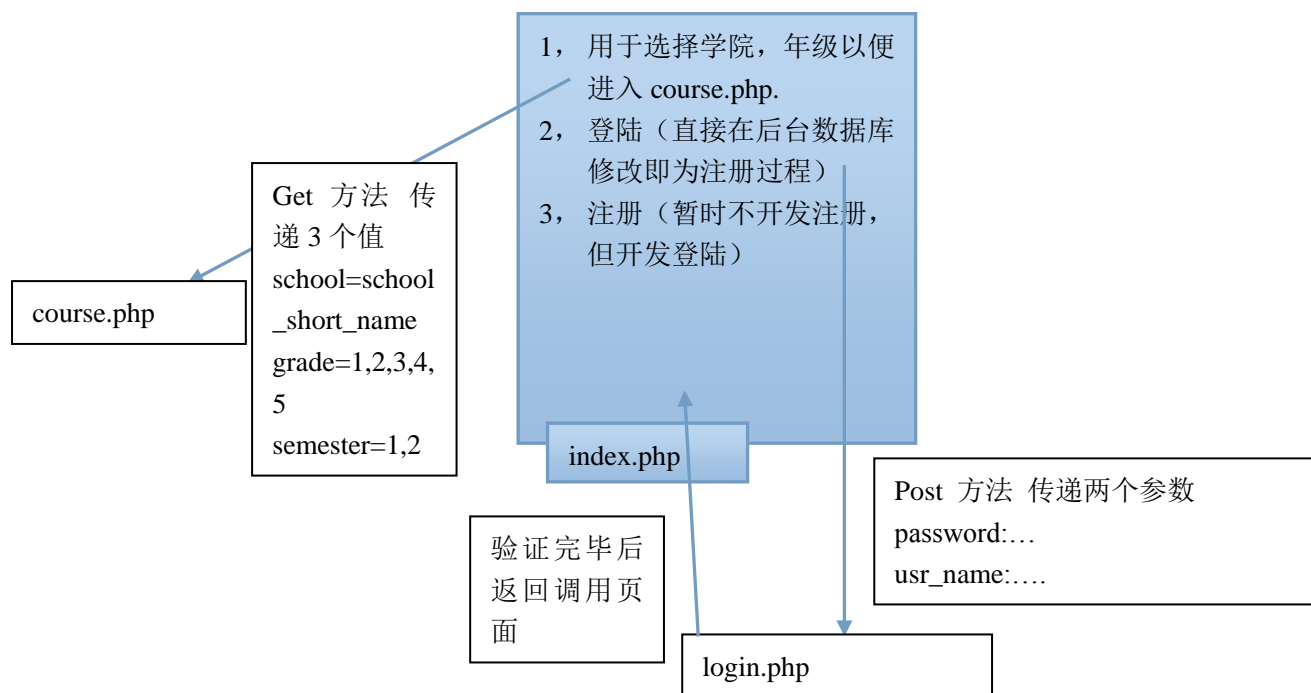 1， 用于选择学院，年级以便
进入 course.php.
2， 登陆（直接在后台数据库
修改即为注册过程）
3， 注册（暂时不开发注册，
但开发登陆）
Get 方法 传
递 3 个值
school=school
_short_name
grade=1,2,3,4,
5
semester=1,2
course.php
index.php
Post 方法 传递两个参数
password:…
usr_name:….
验证完毕后
返回调用页
面
login.php